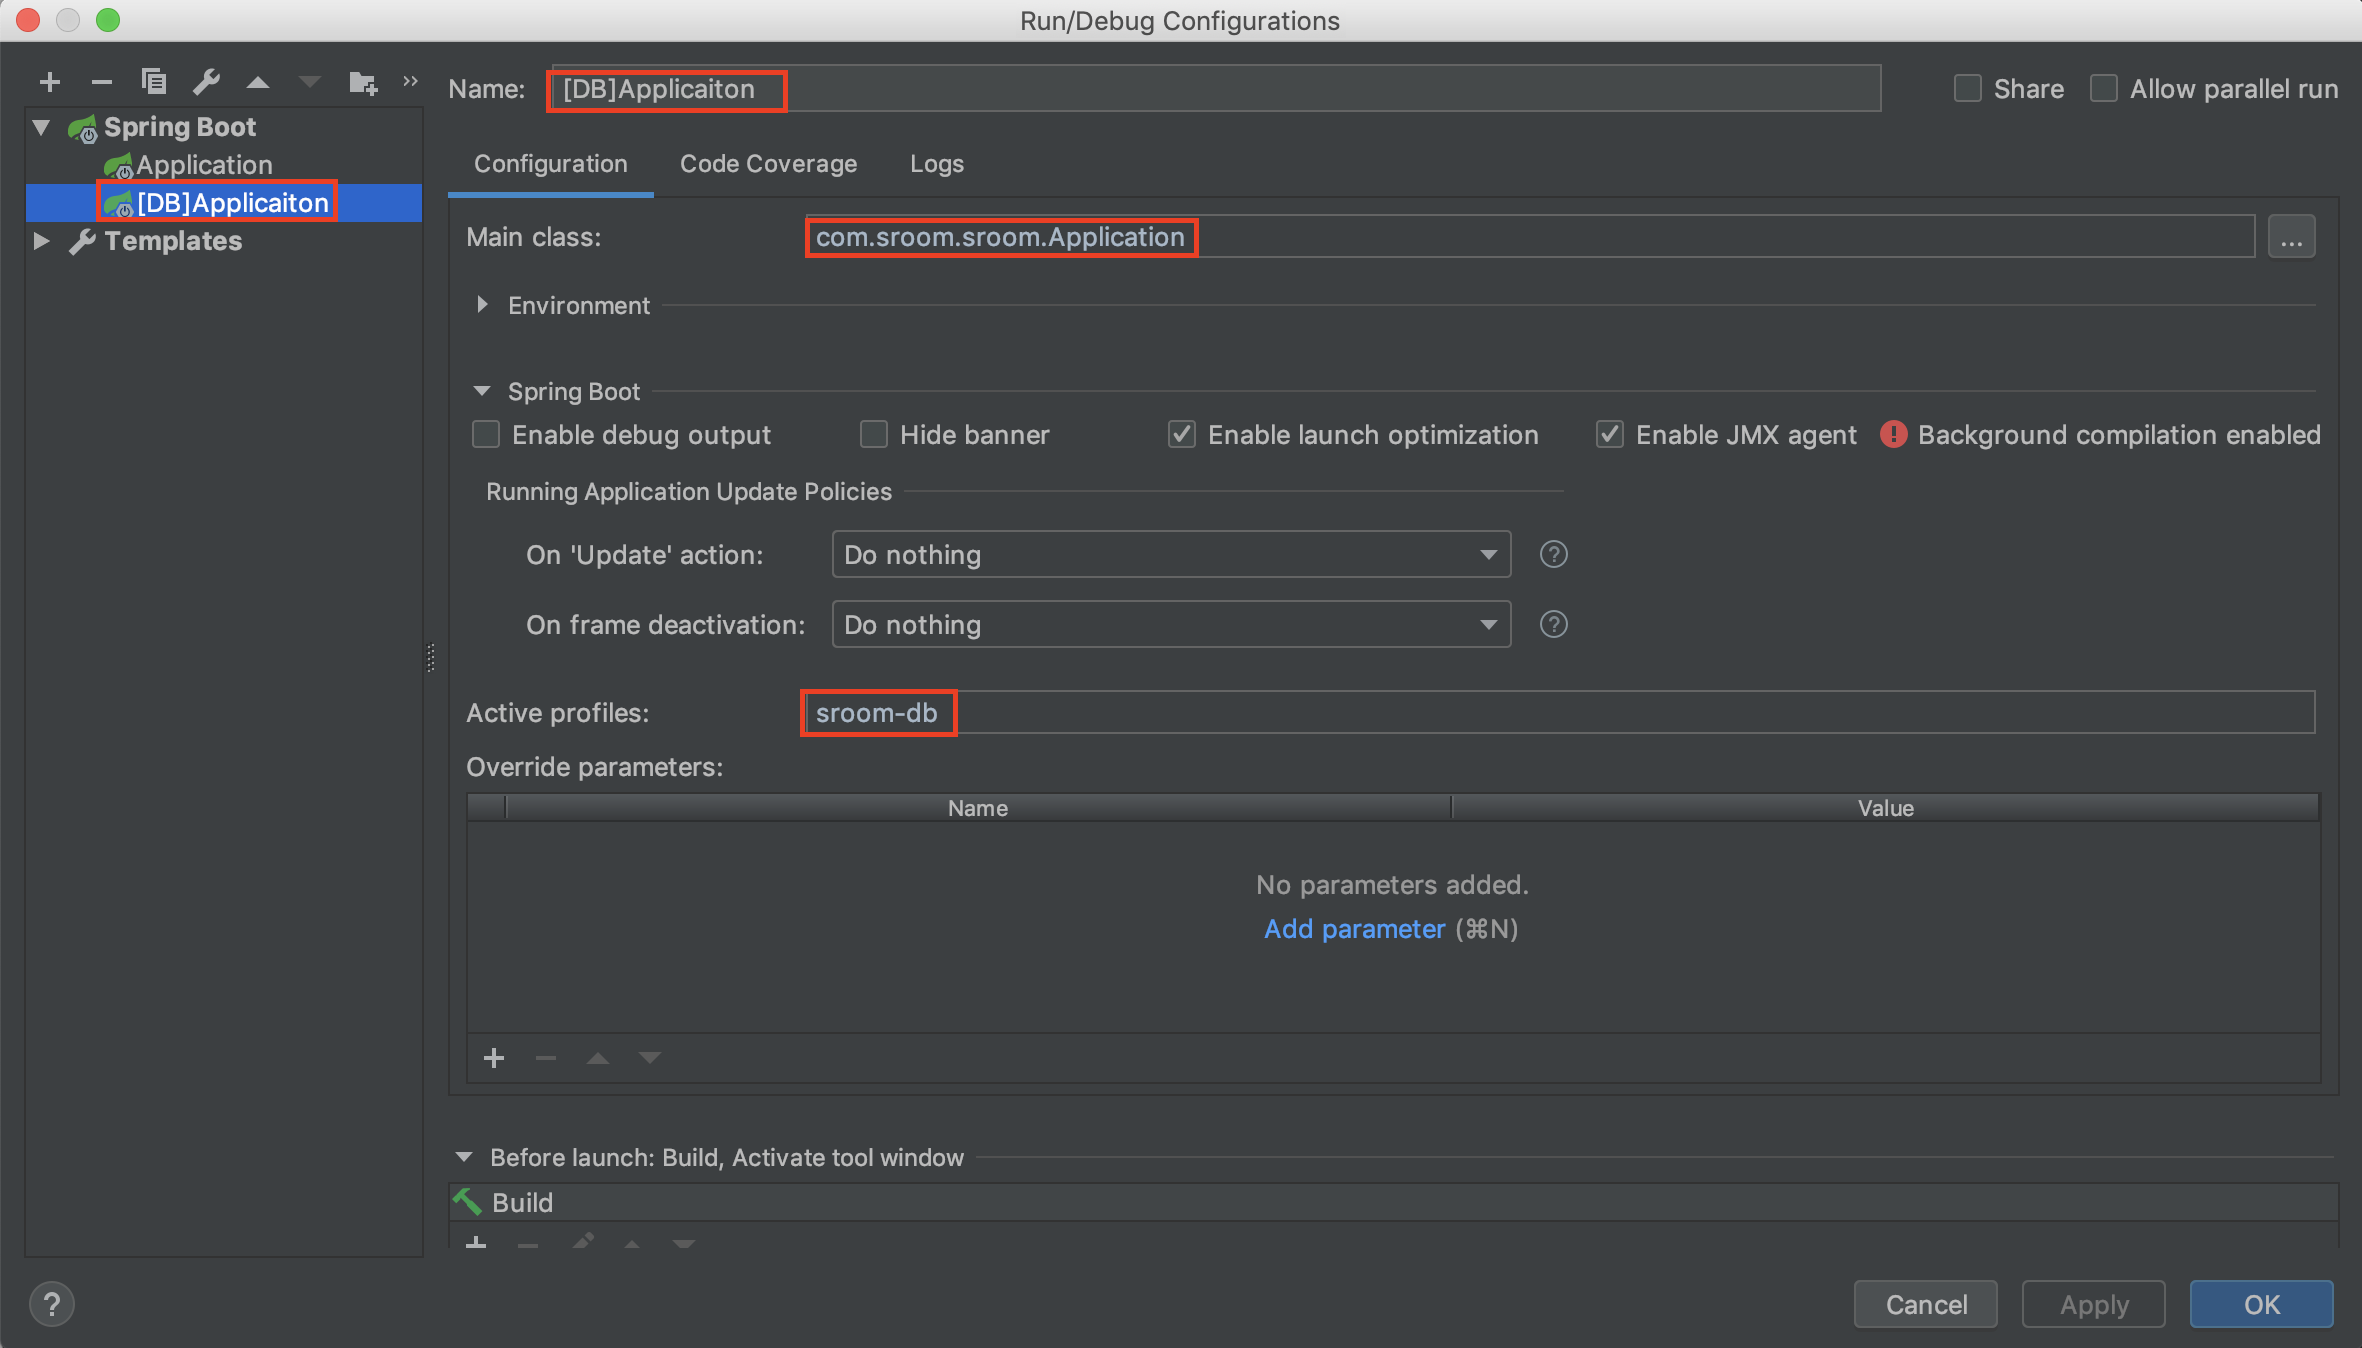 Run/Debug Configurations
Name: [DB]Applicaiton
Share
Allow parallel run
Spring Boot
Application
[DB]Applicaiton
Templates
Configuration Code Coverage Logs
Main class: com.sroom.sroom.Application ...
Environment
Spring Boot
Enable debug output Hide banner Enable launch optimization Enable JMX agent Background compilation enabled
Running Application Update Policies
On 'Update' action: Do nothing
On frame deactivation: Do nothing
Active profiles: sroom-db
Override parameters:
Name Value
No parameters added.
Add parameter (⌘N)
Before launch: Build, Activate tool window
Build
Cancel Apply OK